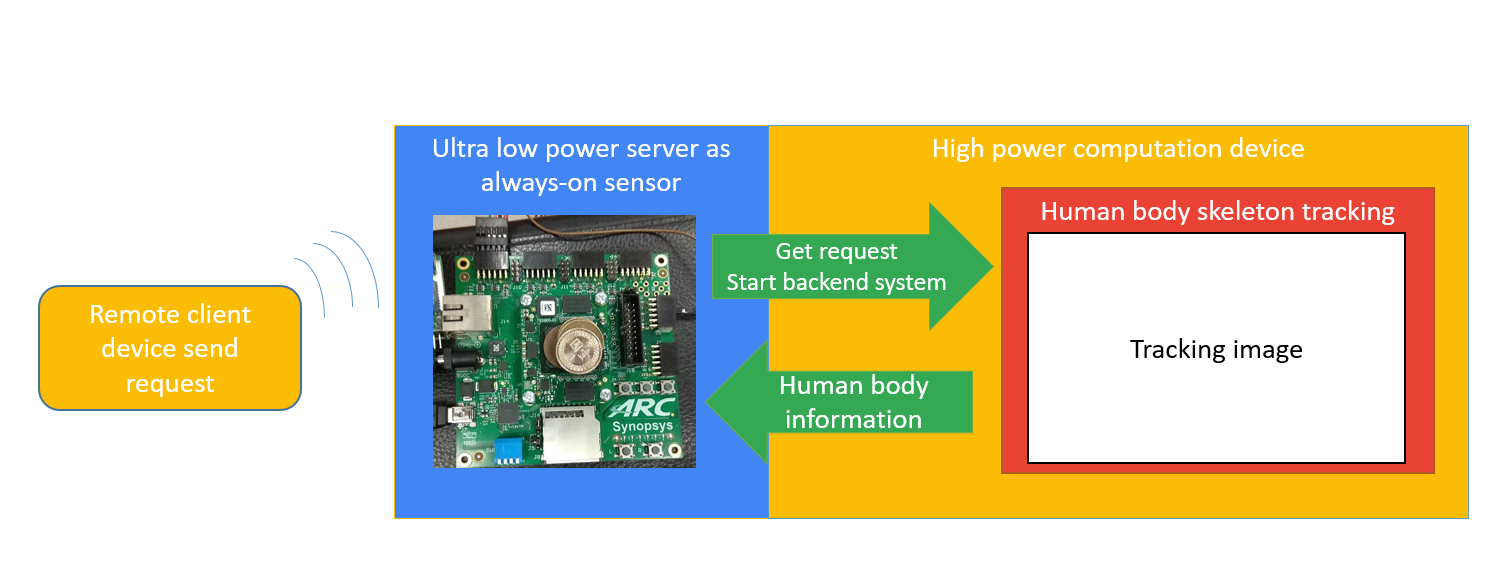 Ultra low power server as
always-on sensor
High power computation device
Human body skeleton tracking
Get request
Start backend system
Remote client
device send
request
Tracking image
Human body
information
ARC
Synopsys